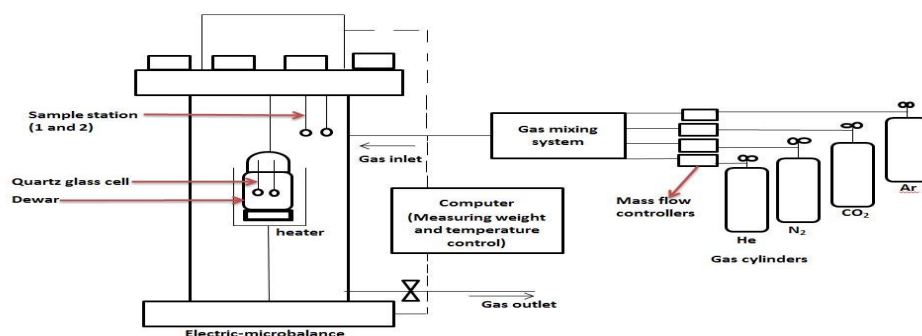 Sample station
(1 and 2)
Quartz glass cell
Dewar
heater
Electric-microbalance
Gas inlet
Gas mixing
system
Computer
(Measuring weight
and temperature
control)
Gas outlet
Mass flow
controllers
He
N₂
CO₂
Ar
Gas cylinders